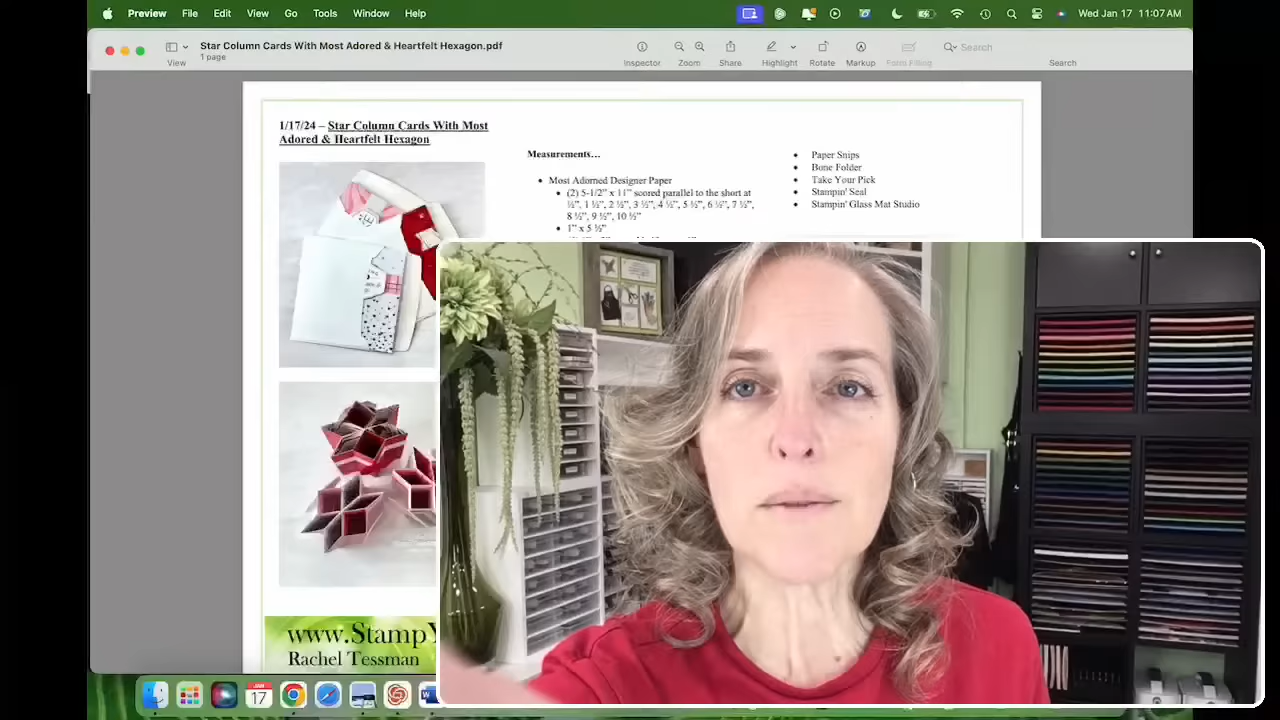 Preview File Edit View Go Tools Window Help Wed Jan 17 11:07 AM
Star Column Cards With Most Adored & Heartfelt Hexagon.pdf
1 page
View Inspector Zoom Share Highlight Rotate Markup Form Filling Search
Search
1/17/24 – Star Column Cards With Most
Adored & Heartfelt Hexagon
Measurements…
• Most Adorned Designer Paper
• (2) 5-1/2” x 11” scored parallel to the short at
½”, 1 ½”, 2 ½”, 3 ½”, 4 ½”, 5 ½”, 6 ½”, 7 ½”,
8 ½”, 9 ½”, 10 ½”
• 1” x 5 ½”
• Paper Snips
• Bone Folder
• Take Your Pick
• Stampin' Seal
• Stampin' Glass Mat Studio
www.StampY
Rachel Tessman
JAN
17